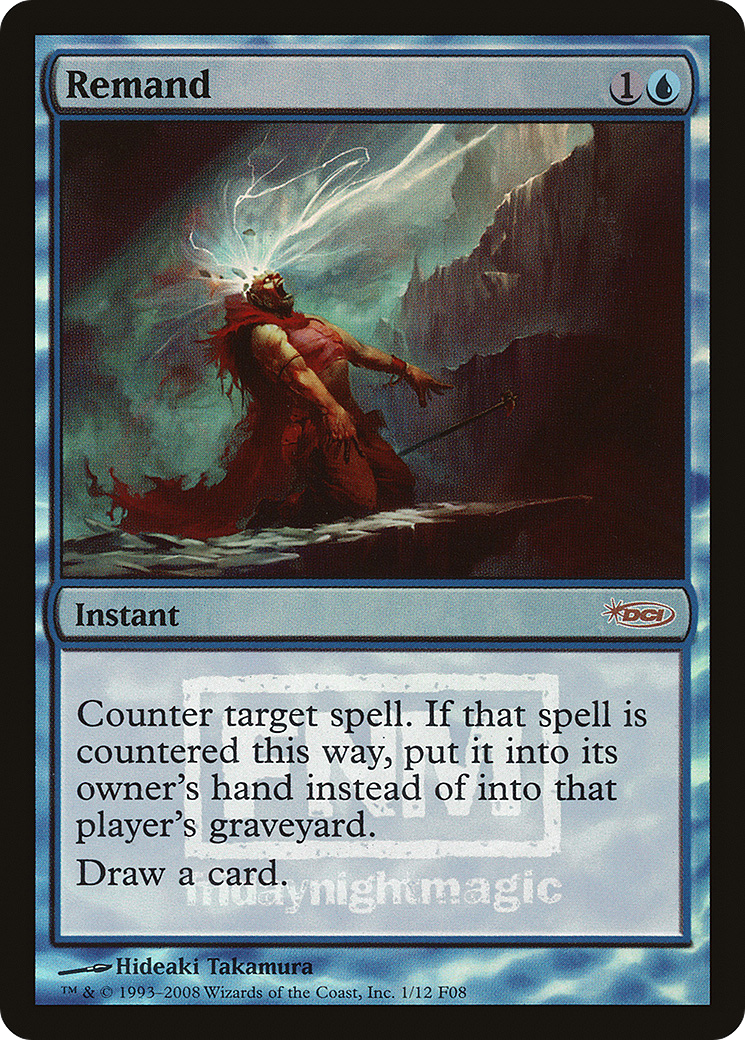 Remand 1
Instant
DCI
Counter target spell. If that spell is
countered this way, put it into its
owner's hand instead of into that
player's graveyard.
Draw a card.
FNM
fridaynightmagic
Hideaki Takamura
™ & © 1993–2008 Wizards of the Coast, Inc. 1/12 F08